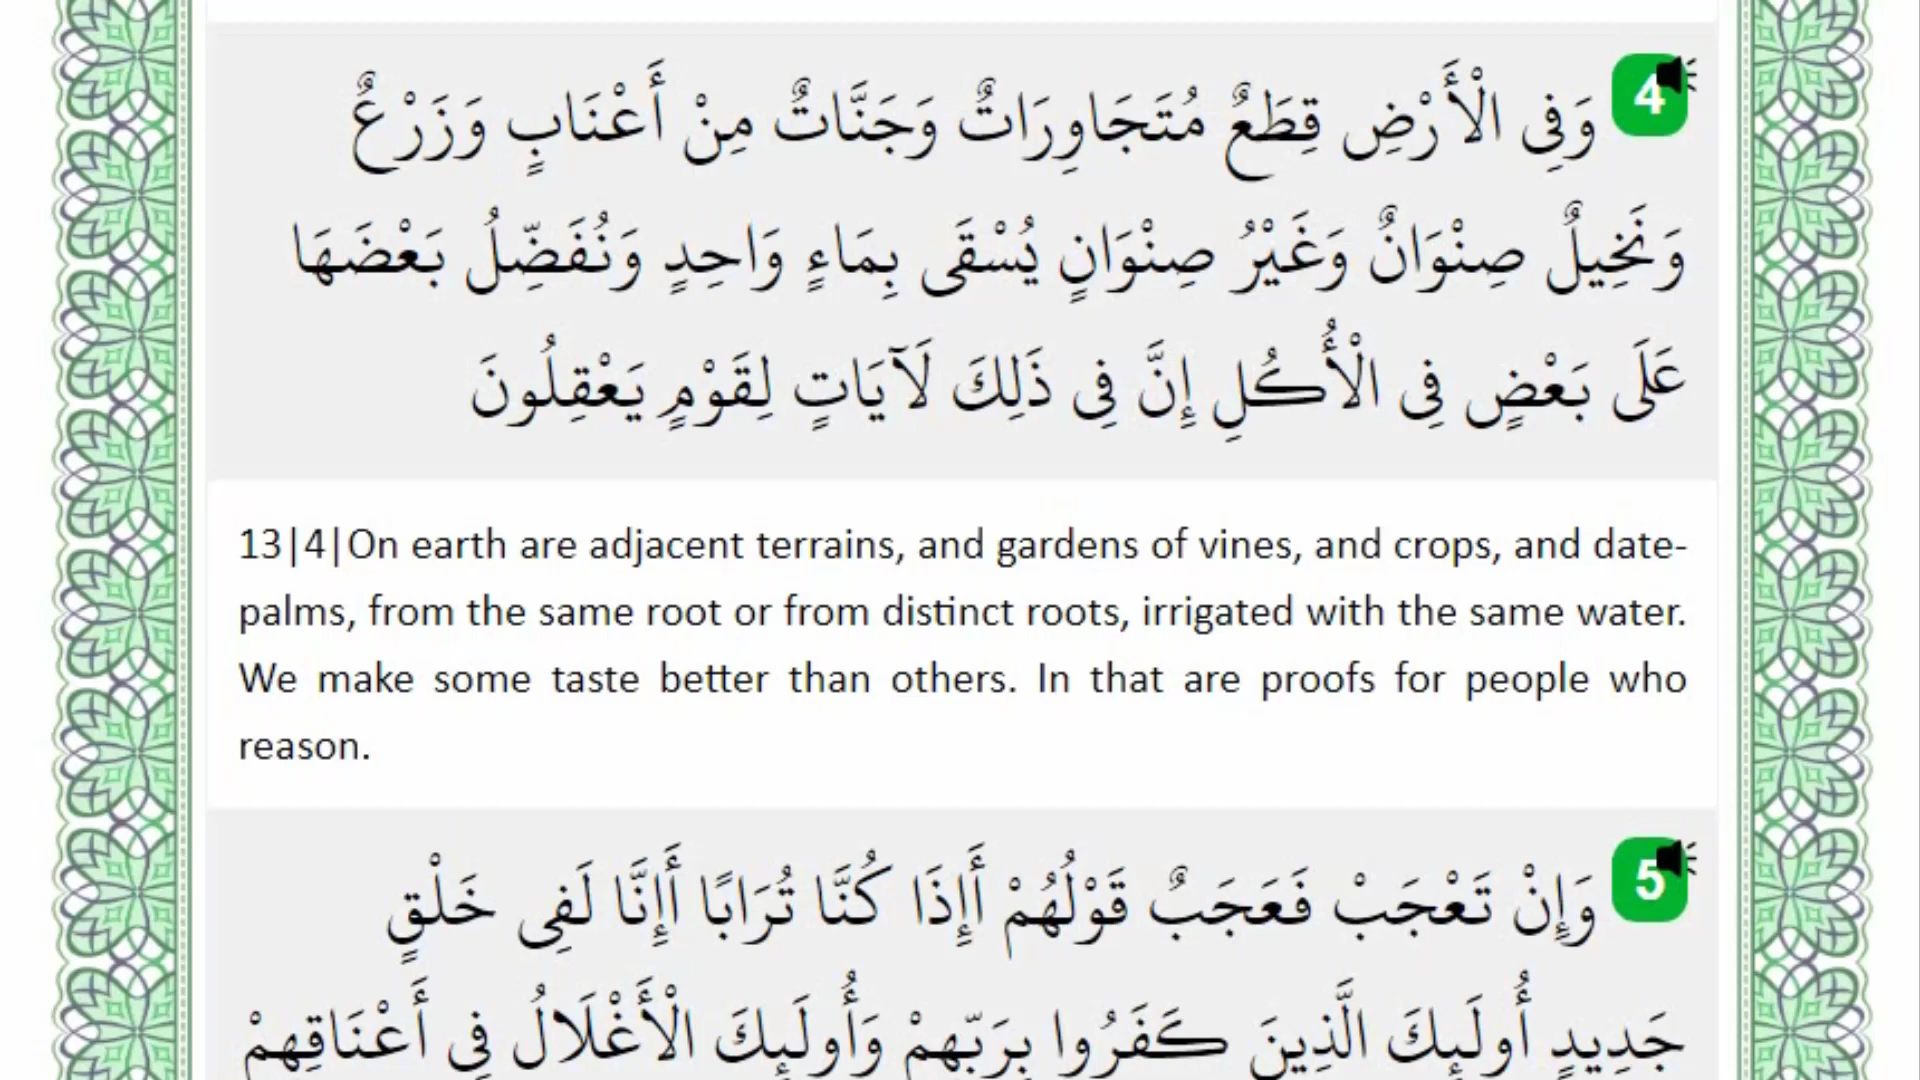 4 وَفِى الْأَرْضِ قِطَعٌ مُتَجَاوِرَاتٌ وَجَنَّاتٌ مِنْ أَعْنَابٍ وَزَرْعٌ
وَنَخِيلٌ صِنْوَانٌ وَغَيْرُ صِنْوَانٍ يُسْقَى بِمَاءٍ وَاحِدٍ وَنُفَضِّلُ بَعْضَهَا
عَلَى بَعْضٍ فِى الْأُكُلِ إِنَّ فِى ذَلِكَ لَآيَاتٍ لِقَوْمٍ يَعْقِلُونَ
13|4|On earth are adjacent terrains, and gardens of vines, and crops, and date-
palms, from the same root or from distinct roots, irrigated with the same water.
We make some taste better than others. In that are proofs for people who
reason.
5 وَإِنْ تَعْجَبْ فَعَجَبٌ قَوْلُهُمْ أَإِذَا كُنَّا تُرَابًا أَإِنَّا لَفِى خَلْقٍ
جَدِيدٍ أُولَئِكَ الَّذِينَ كَفَرُوا بِرَبِّهِمْ وَأُولَئِكَ الْأَغْلَالُ فِى أَعْنَاقِهِمْ